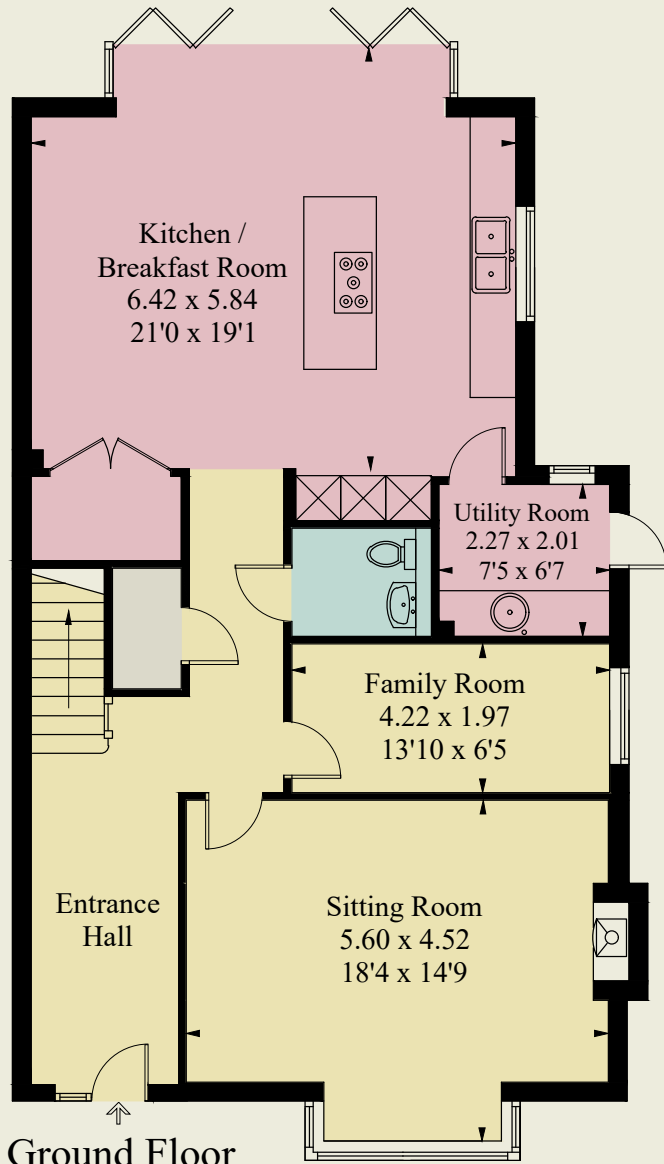 Kitchen /
Breakfast Room
6.42 x 5.84
21'0 x 19'1
Utility Room
2.27 x 2.01
7'5 x 6'7
Family Room
4.22 x 1.97
13'10 x 6'5
Entrance
Hall
Sitting Room
5.60 x 4.52
18'4 x 14'9
Ground Floor